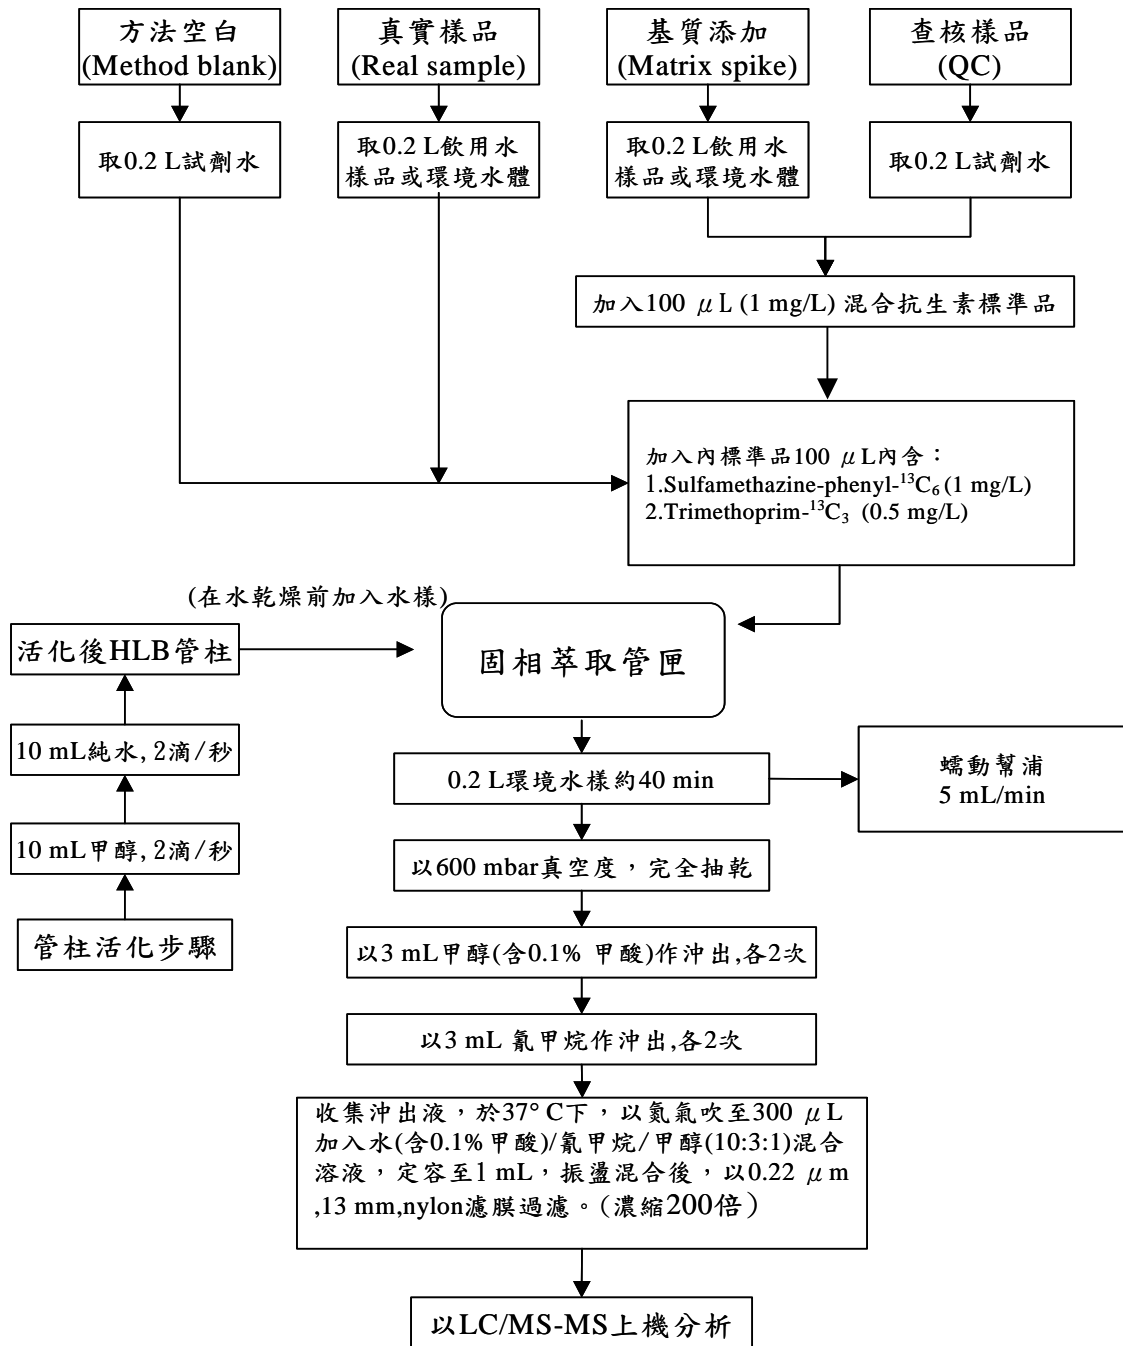 方法空白
(Method blank)
真實樣品
(Real sample)
基質添加
(Matrix spike)
查核樣品
(QC)
取0.2 L試劑水
取0.2 L飲用水
樣品或環境水體
取0.2 L飲用水
樣品或環境水體
取0.2 L試劑水
加入100 μL (1 mg/L) 混合抗生素標準品
加入內標準品100 μL內含：
1.Sulfamethazine-phenyl-¹³C₆ (1 mg/L)
2.Trimethoprim-¹³C₃ (0.5 mg/L)
(在水乾燥前加入水樣)
活化後HLB管柱
固相萃取管匣
10 mL純水, 2滴/秒
0.2 L環境水樣約40 min
蠕動幫浦
5 mL/min
10 mL甲醇, 2滴/秒
以600 mbar真空度，完全抽乾
管柱活化步驟
以3 mL甲醇(含0.1% 甲酸)作沖出,各2次
以3 mL 氰甲烷作沖出,各2次
收集沖出液，於37° C下，以氮氣吹至300 μL
加入水(含0.1%甲酸)/氰甲烷/甲醇(10:3:1)混合
溶液，定容至1 mL，振盪混合後，以0.22 μm
,13 mm,nylon濾膜過濾。(濃縮200倍)
以LC/MS-MS上機分析